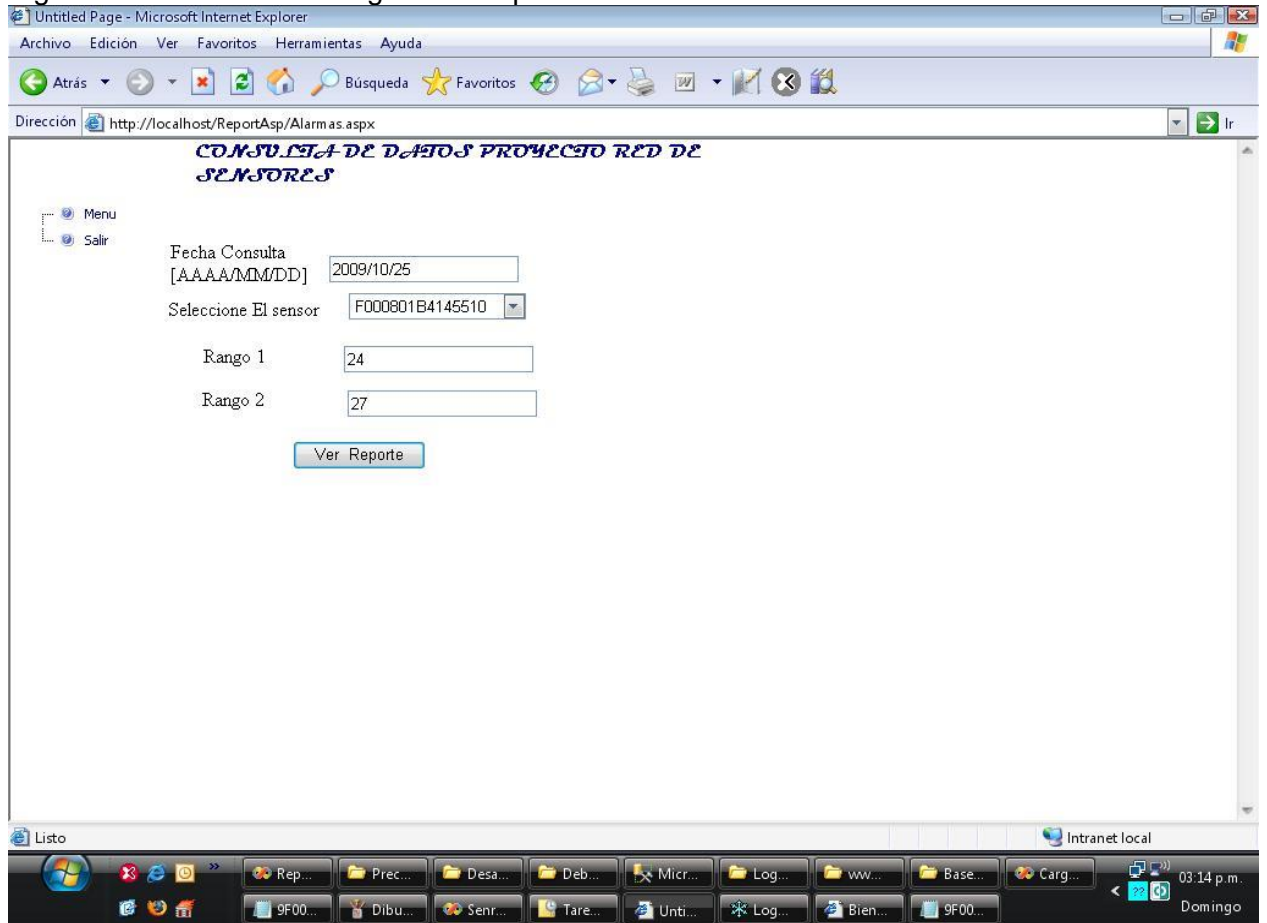 Untitled Page - Microsoft Internet Explorer
Archivo Edición Ver Favoritos Herramientas Ayuda
Atrás Búsqueda Favoritos
Dirección http://localhost/ReportAsp/Alarmas.aspx Ir
CONSULTA DE DATOS PROYECTO RED DE
SENSORES
Menu
Salir
Fecha Consulta
[AAAA/MM/DD] 2009/10/25
Seleccione El sensor F000801B4145510
Rango 1 24
Rango 2 27
Ver Reporte
Listo Intranet local
Rep... Prec... Desa... Deb... Micr... Log... ww... Base... Carg... 03:14 p.m.
9F00... Dibu... Senr... Tare... Unti... Log... Bien... 9F00... Domingo